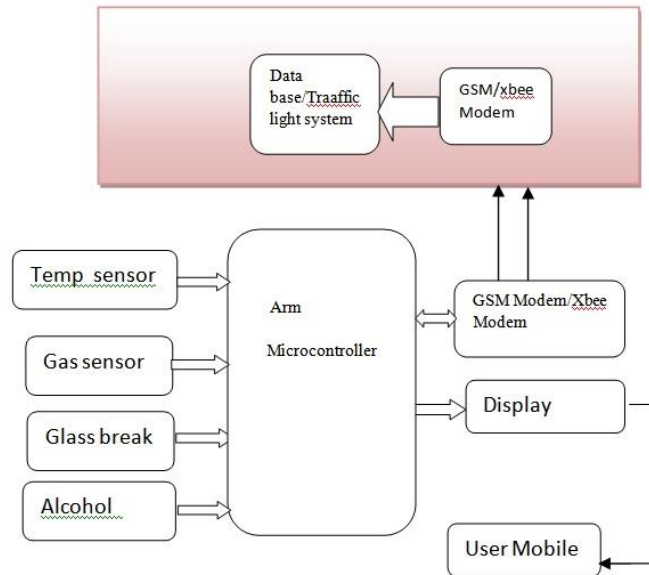 Data
base/Traaffic
light system
GSM/xbee
Modem
Temp sensor
Gas sensor
Glass break
Alcohol
Arm
Microcontroller
GSM Modem/Xbee
Modem
Display
User Mobile